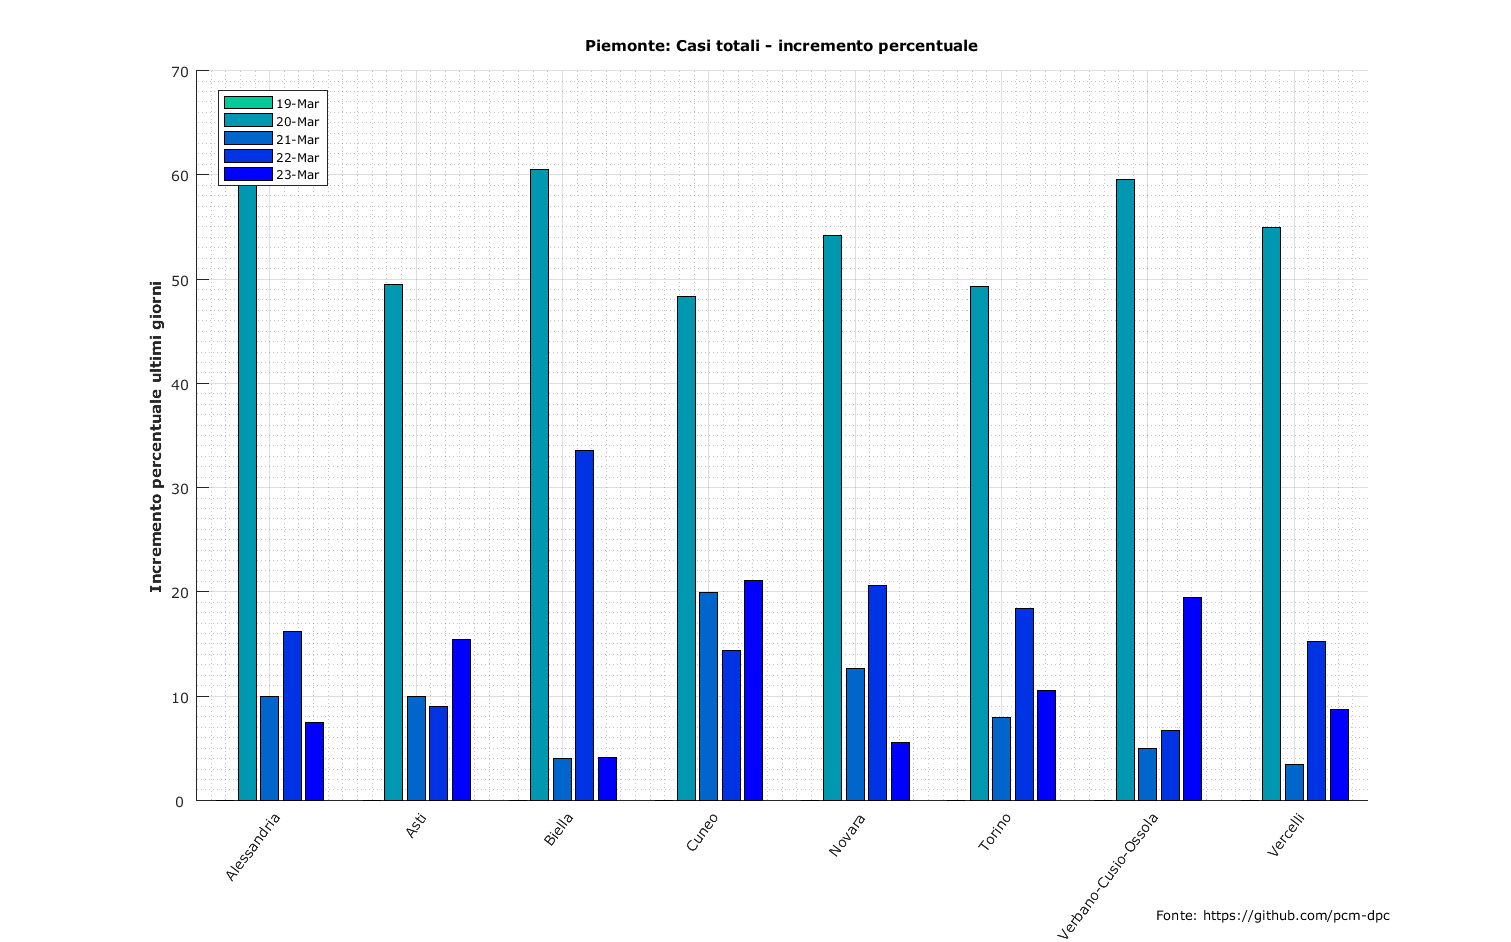 Piemonte: Casi totali - incremento percentuale
Incremento percentuale ultimi giorni
70
60
50
40
30
20
10
0
19-Mar
20-Mar
21-Mar
22-Mar
23-Mar
Alessandria
Asti
Biella
Cuneo
Novara
Torino
Verbano-Cusio-Ossola
Vercelli
Fonte: https://github.com/pcm-dpc